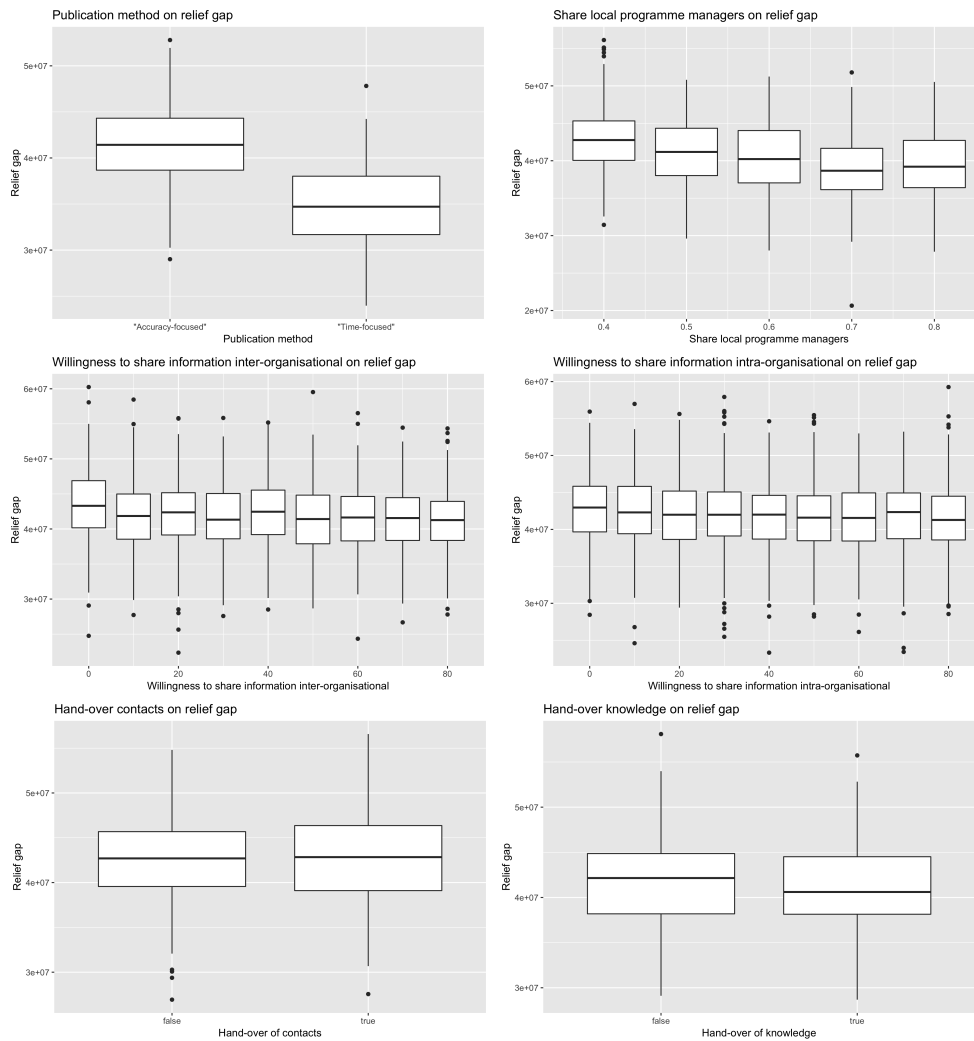 Publication method on relief gap
5e+07
4e+07
3e+07
Relief gap
"Accuracy-focused" "Time-focused"
Publication method
Share local programme managers on relief gap
5e+07
4e+07
3e+07
2e+07
Relief gap
0.4 0.5 0.6 0.7 0.8
Share local programme managers
Willingness to share information inter-organisational on relief gap
6e+07
5e+07
4e+07
3e+07
Relief gap
0 20 40 60 80
Willingness to share information inter-organisational
Willingness to share information intra-organisational on relief gap
6e+07
5e+07
4e+07
3e+07
Relief gap
0 20 40 60 80
Willingness to share information intra-organisational
Hand-over contacts on relief gap
5e+07
4e+07
3e+07
Relief gap
false true
Hand-over of contacts
Hand-over knowledge on relief gap
5e+07
4e+07
3e+07
Relief gap
false true
Hand-over of knowledge